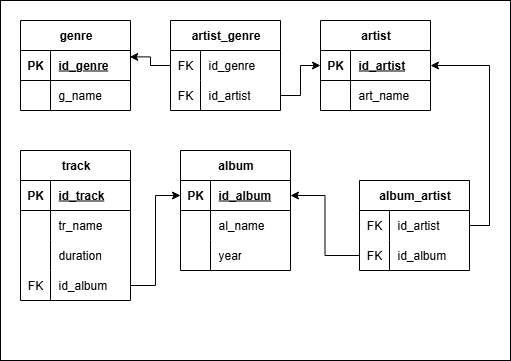 genre
PK id_genre
g_name
artist_genre
FK id_genre
FK id_artist
artist
PK id_artist
art_name
track
PK id_track
tr_name
duration
FK id_album
album
PK id_album
al_name
year
album_artist
FK id_artist
FK id_album